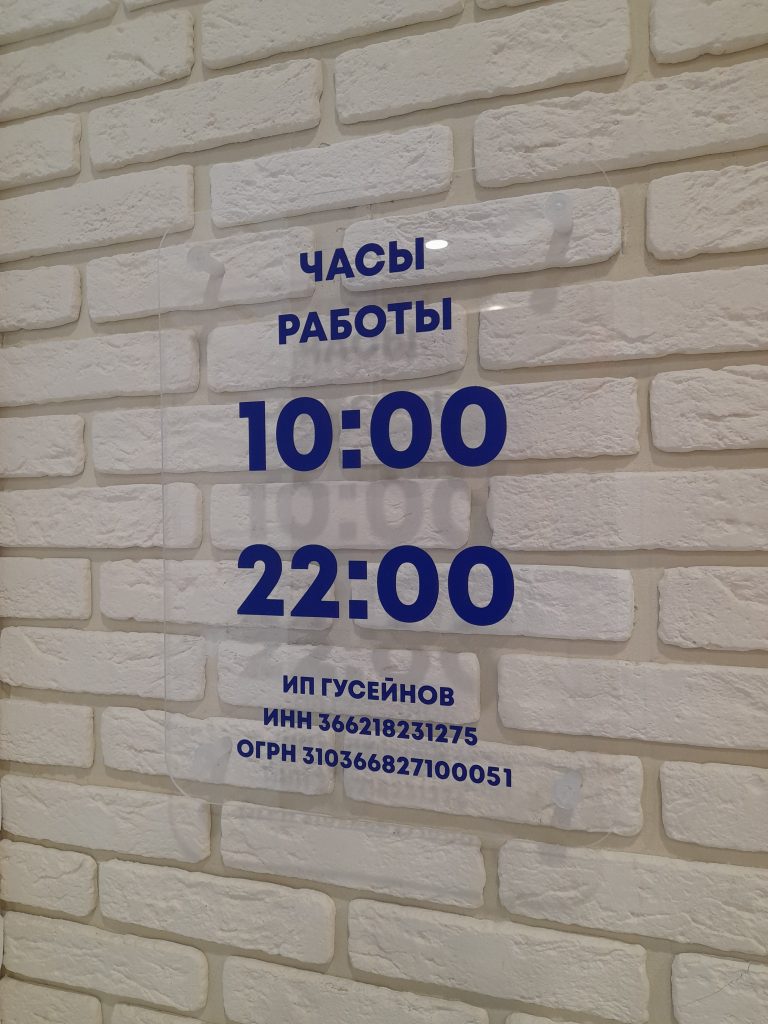 ЧАСЫ
РАБОТЫ
10:00
22:00
ИП ГУСЕЙНОВ
ИНН 366218231275
ОГРН 310366827100051